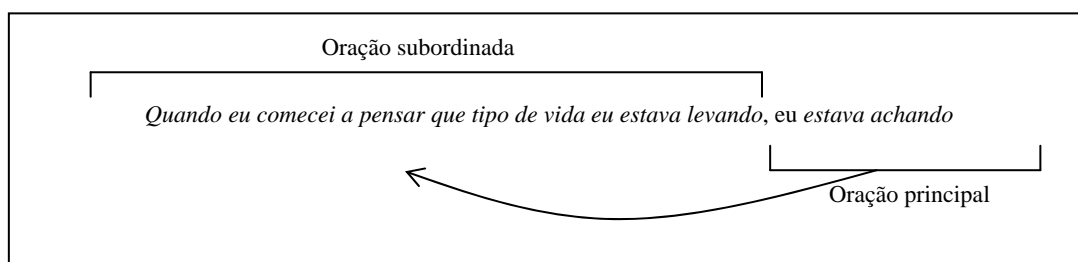 Oração subordinada
Quando eu comecei a pensar que tipo de vida eu estava levando, eu estava achando
Oração principal